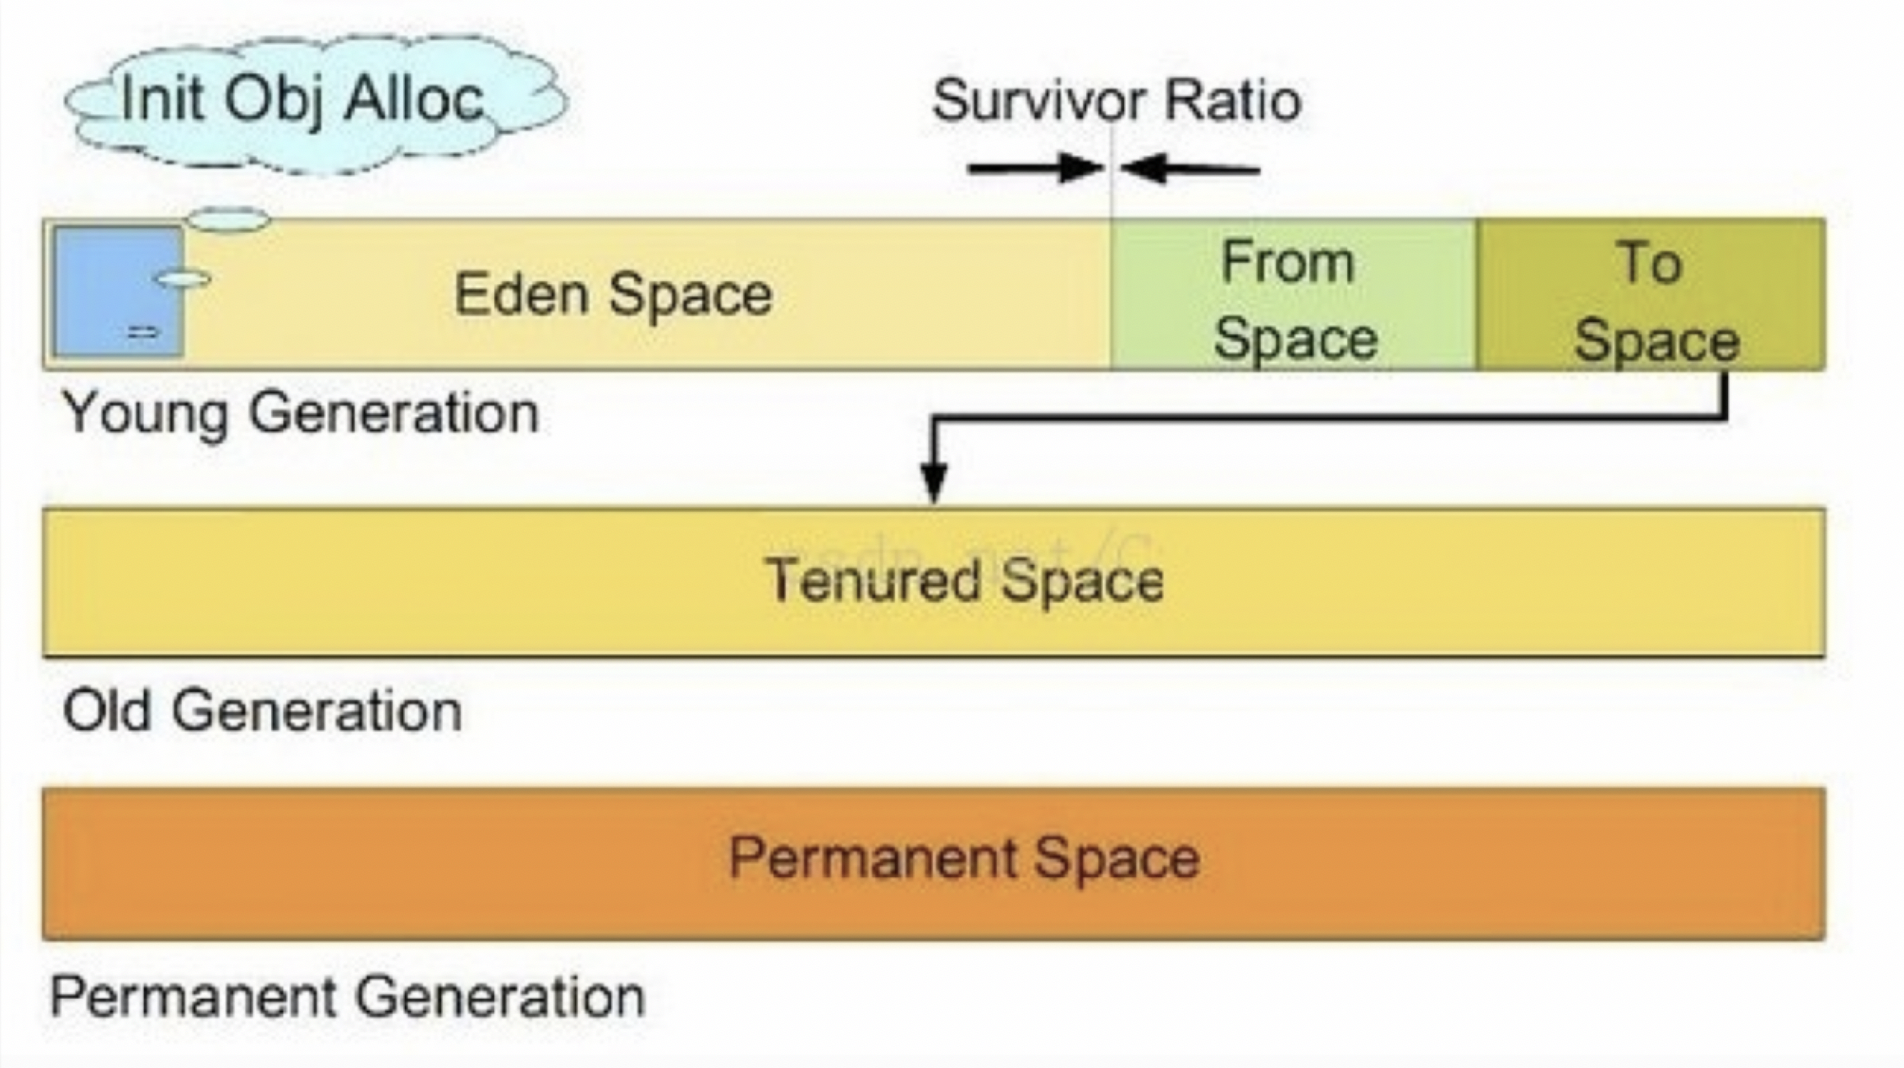 Init Obj Alloc
Survivor Ratio
Eden Space
From
Space
To
Space
Young Generation
Tenured Space
Old Generation
Permanent Space
Permanent Generation